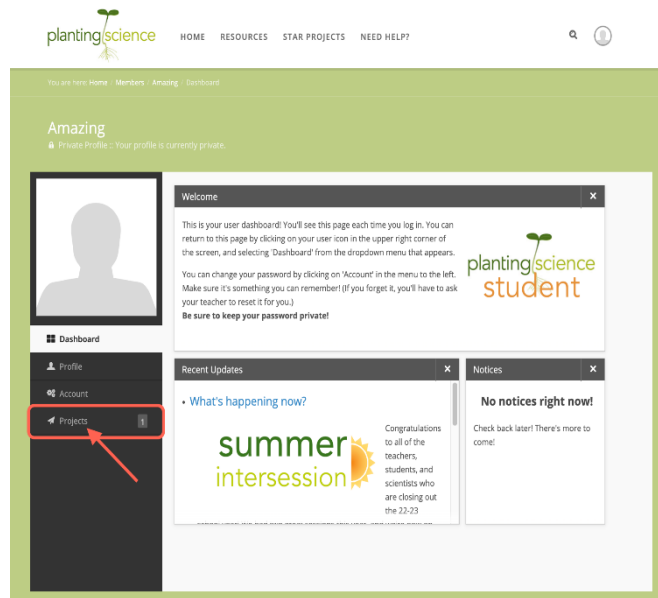 planting science
HOME RESOURCES STAR PROJECTS NEED HELP?
You are here: Home / Members / Amazing / Dashboard
Amazing
Private Profile :: Your profile is currently private.
Dashboard
Profile
Account
Projects 1
Welcome x
This is your user dashboard! You'll see this page each time you log in. You can
return to this page by clicking on your user icon in the upper right corner of
the screen, and selecting 'Dashboard' from the dropdown menu that appears.
You can change your password by clicking on 'Account' in the menu to the left.
Make sure it's something you can remember! (If you forget it, you'll have to ask
your teacher to reset it for you.)
Be sure to keep your password private!
planting science
student
Recent Updates x
• What's happening now?
summer
intersession
Congratulations
to all of the
teachers,
students, and
scientists who
are closing out
the 22-23
Notices x
No notices right now!
Check back later! There's more to
come!